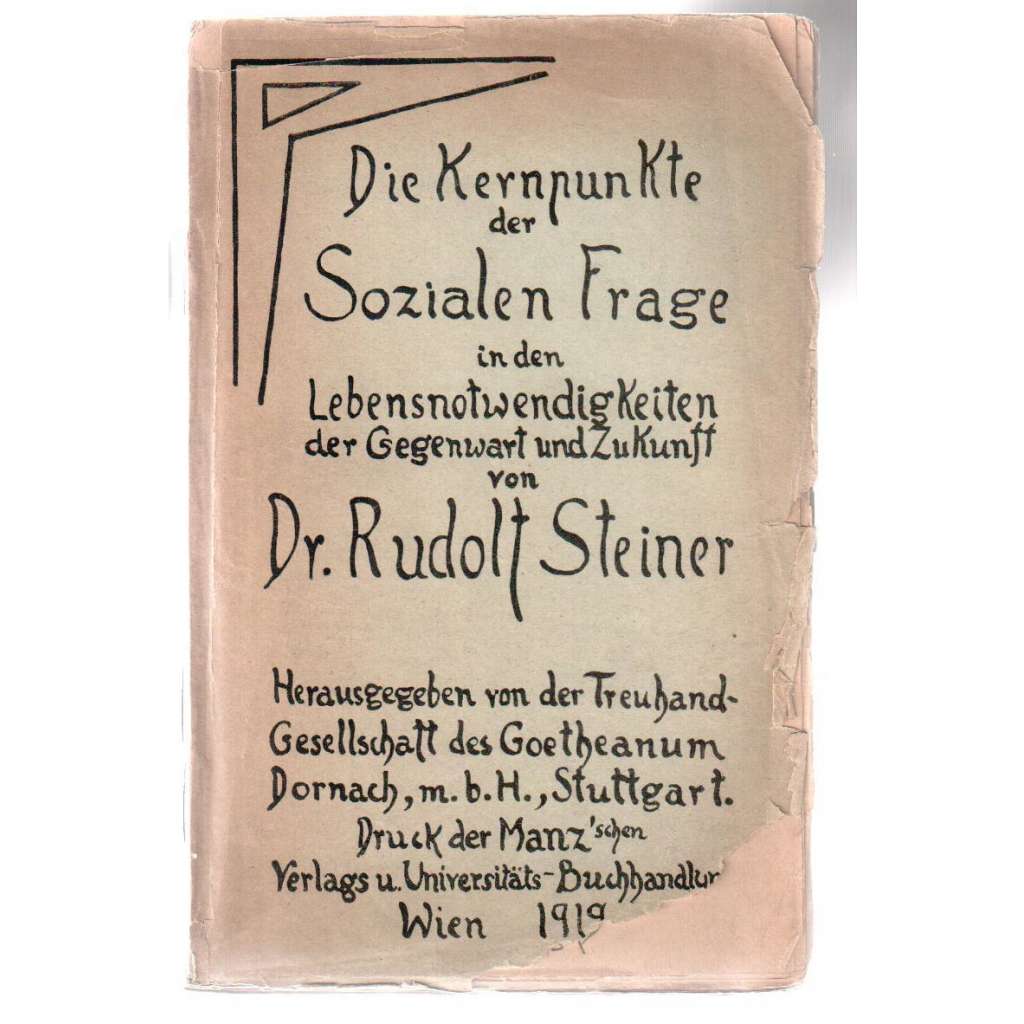 Die Kernpunkte
der
Sozialen Frage
in den
Lebensnotwendigkeiten
der Gegenwart und Zukunft
von
Dr. Rudolf Steiner
Herausgegeben von der Treuhand-
Gesellschaft des Goetheanum
Dornach, m. b. H., Stuttgart.
Druck der Manz'schen
Verlags u. Universitäts-
Wien 1919